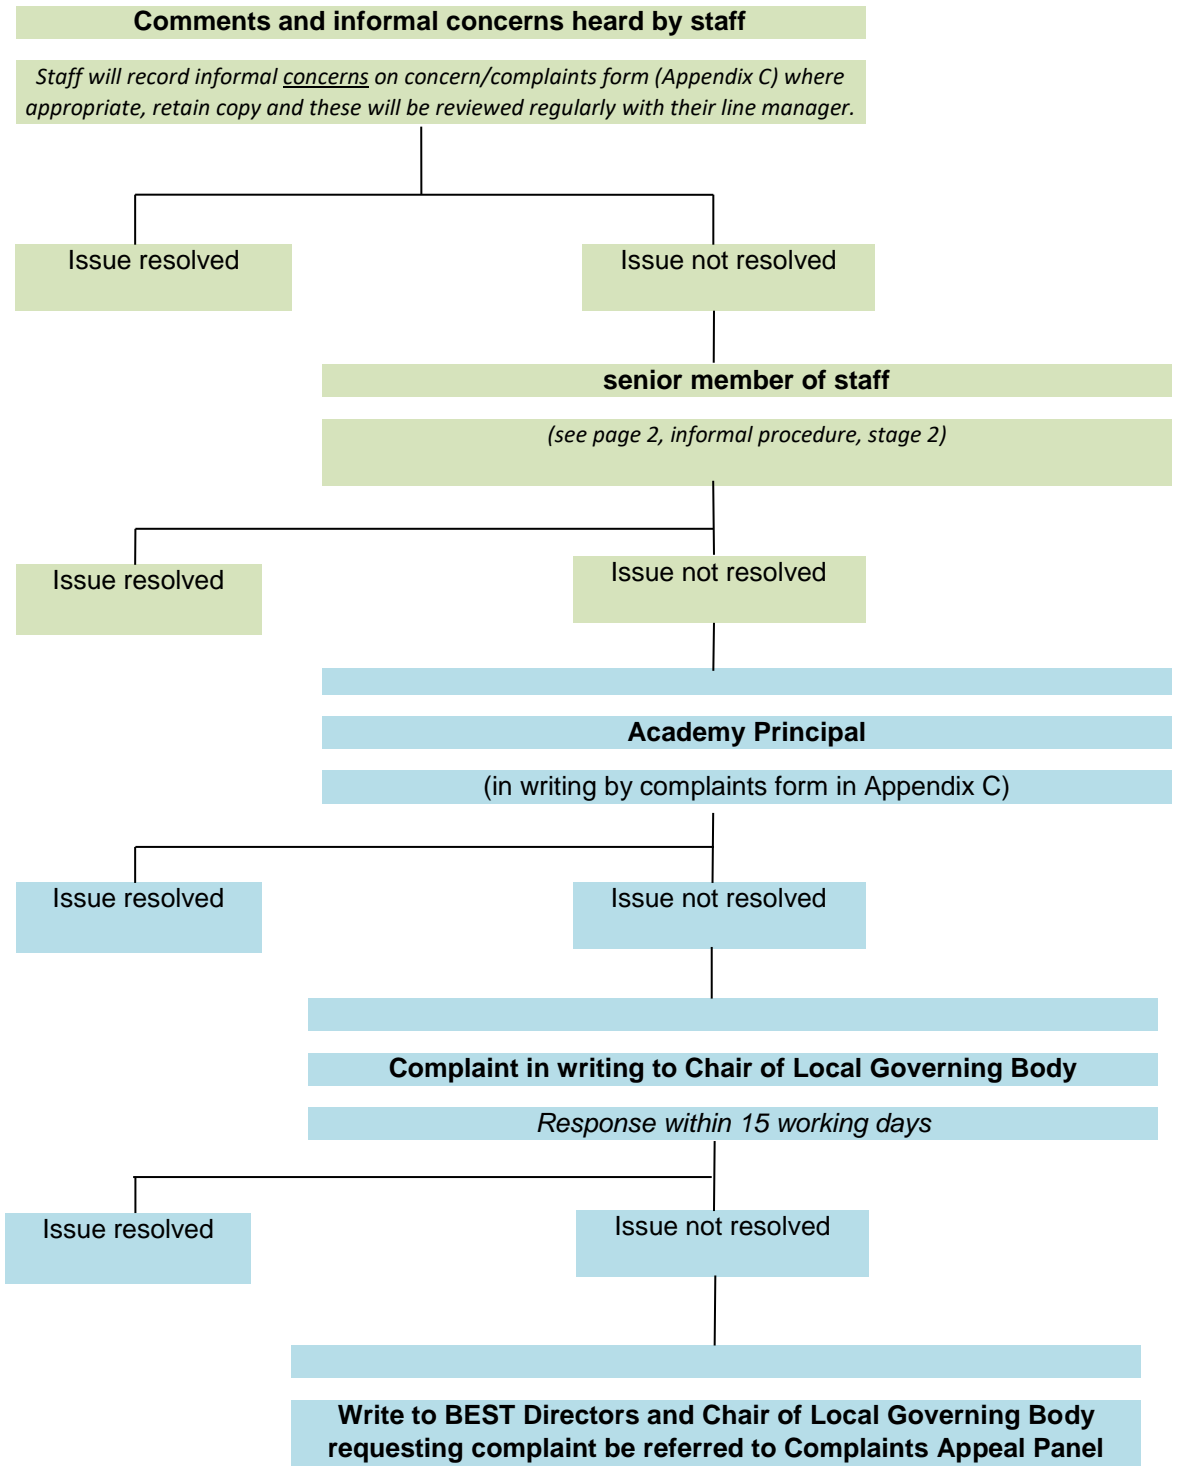 Comments and informal concerns heard by staff
Staff will record informal concerns on concern/complaints form (Appendix C) where
appropriate, retain copy and these will be reviewed regularly with their line manager.
Issue resolved
Issue not resolved
senior member of staff
(see page 2, informal procedure, stage 2)
Issue resolved
Issue not resolved
Academy Principal
(in writing by complaints form in Appendix C)
Issue resolved
Issue not resolved
Complaint in writing to Chair of Local Governing Body
Response within 15 working days
Issue resolved
Issue not resolved
Write to BEST Directors and Chair of Local Governing Body
requesting complaint be referred to Complaints Appeal Panel